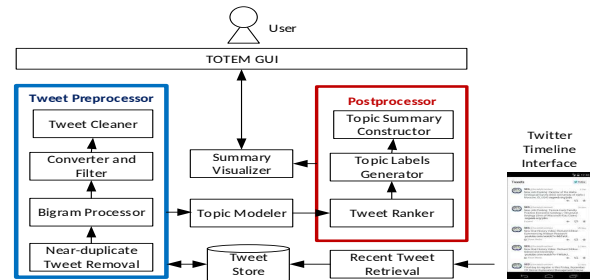 User
TOTEM GUI
Tweet Preprocessor
Tweet Cleaner
Converter and
Filter
Bigram Processor
Near-duplicate
Tweet Removal
Summary
Visualizer
Topic Modeler
Tweet
Store
Postprocessor
Topic Summary
Constructor
Topic Labels
Generator
Tweet Ranker
Recent Tweet
Retrieval
Twitter
Timeline
Interface
Tweets